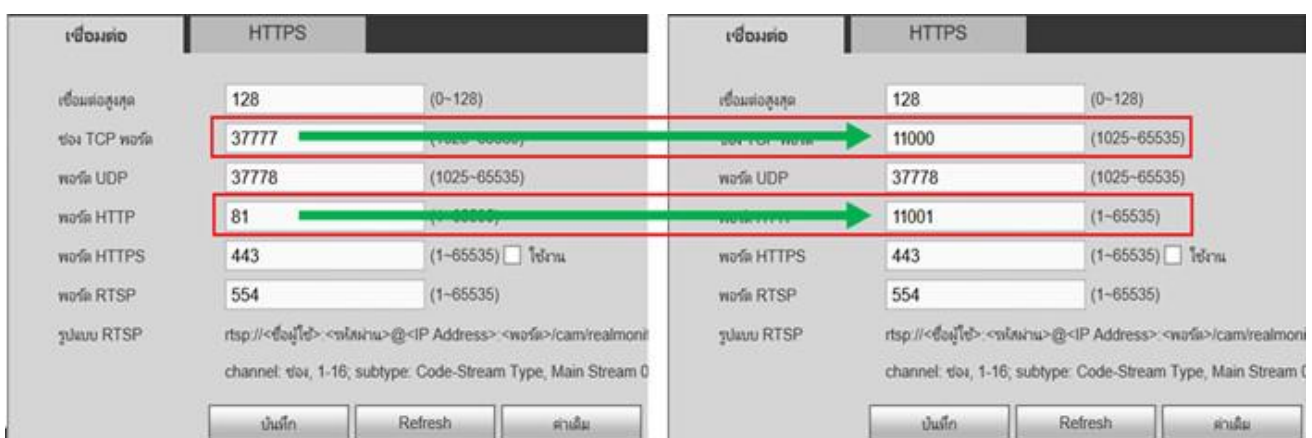 เชื่อมต่อ HTTPS
เชื่อมต่อสูงสุด 128 (0~128)
ช่อง TCP พอร์ต 37777
พอร์ต UDP 37778 (1025~65535)
พอร์ต HTTP 81
พอร์ต HTTPS 443 (1~65535) ใช้งาน
พอร์ต RTSP 554 (1~65535)
รูปแบบ RTSP rtsp://<ชื่อผู้ใช้>:<รหัสผ่าน>@<IP Address>:<พอร์ต>/cam/realmoni
channel: ช่อง, 1-16; subtype: Code-Stream Type, Main Stream 0
บันทึก Refresh ค่าเดิม
เชื่อมต่อ HTTPS
เชื่อมต่อสูงสุด 128 (0~128)
11000 (1025~65535)
พอร์ต UDP 37778 (1025~65535)
11001 (1~65535)
พอร์ต HTTPS 443 (1~65535) ใช้งาน
พอร์ต RTSP 554 (1~65535)
รูปแบบ RTSP rtsp://<ชื่อผู้ใช้>:<รหัสผ่าน>@<IP Address>:<พอร์ต>/cam/realmoni
channel: ช่อง, 1-16; subtype: Code-Stream Type, Main Stream
บันทึก Refresh ค่าเดิม